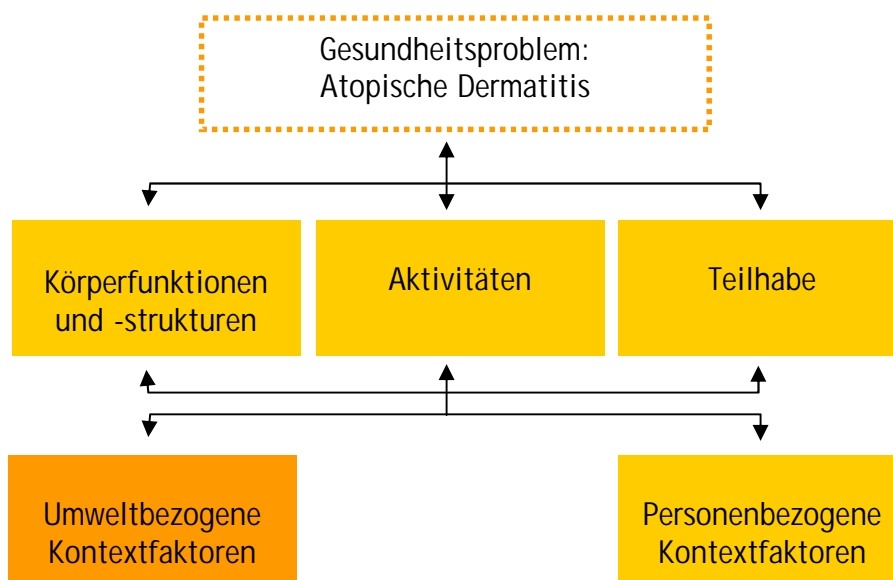 Gesundheitsproblem:
Atopische Dermatitis
Körperfunktionen
und -strukturen
Aktivitäten
Teilhabe
Umweltbezogene
Kontextfaktoren
Personenbezogene
Kontextfaktoren